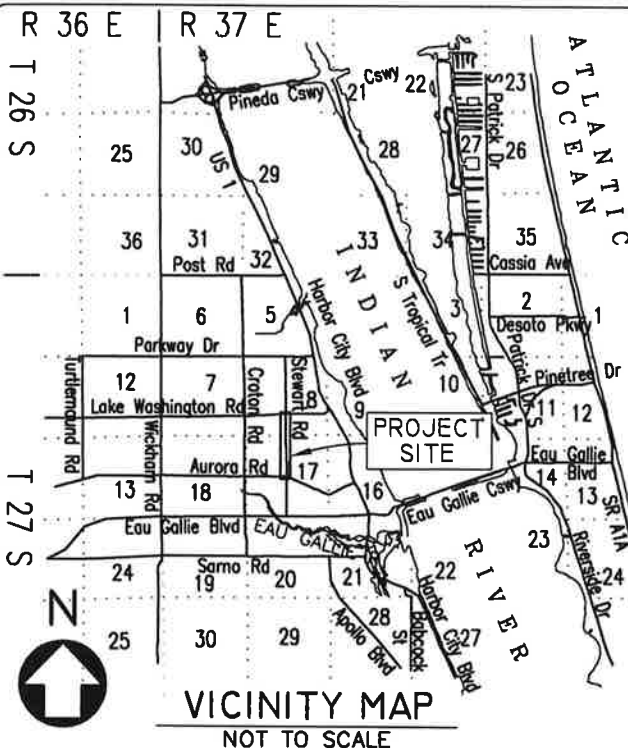 R 36 E
R 37 E
T 26 S
ATLANTIC OCEAN
Pineda Cswy
21
Cswy
22
23
S Patrick Dr
25
30
US 1
29
28
27
26
36
31
32
33
34
35
Post Rd
Cassia Ave
INDIAN
Harbor City Blvd
S Tropical Tr
1
6
5
3
2
1
Desoto Pkwy
Parkway Dr
Patrick Dr S
Pinetree Dr
12
7
Stewart Rd
8
9
10
11
12
Turtlemound Rd
Lake Washington Rd
Wickham Rd
Croton Rd
PROJECT SITE
Eau Gallie Blvd
Aurora Rd
17
14
13
T 27 S
13
18
16
Eau Gallie Cswy
SR A1A
Eau Gallie Blvd
EAU GALLIE
RIVER
23
Riverside Dr
24
Sarno Rd
24
19
20
21
22
Harbor City Blvd
N
25
30
29
28
27
Apollo Blvd
Babcock St
VICINITY MAP
NOT TO SCALE